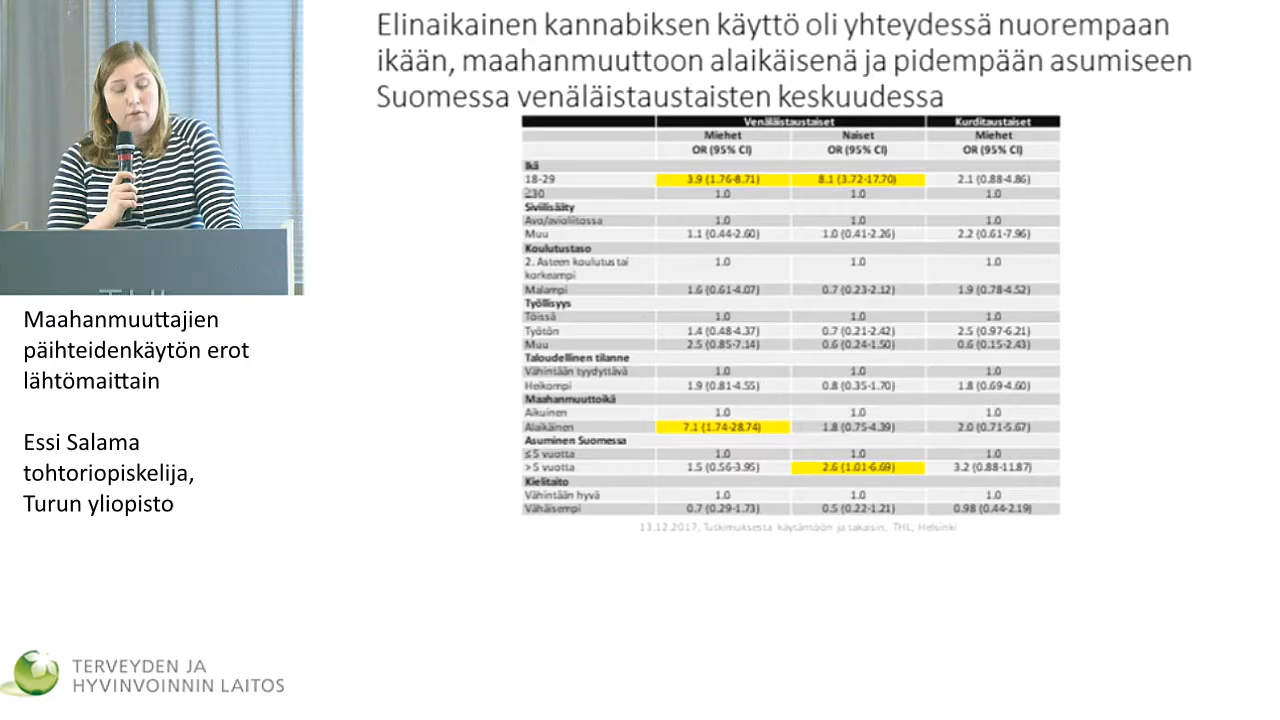 Elinaikainen kannabiksen käyttö oli yhteydessä nuorempaan
ikään, maahanmuuttoon alaikäisenä ja pidempään asumiseen
Suomessa venäläistaustaisten keskuudessa
Venäläistaustaiset Kurditaustaiset
Miehet Naiset Miehet
OR (95% CI) OR (95% CI) OR (95% CI)
Ikä
18-29 3.9 (1.76-8.71) 8.1 (3.72-17.70) 2.1 (0.88-4.86)
≥30 1.0 1.0 1.0
Siviilisääty
Avo/avioliitossa 1.0 1.0 1.0
Muu 1.1 (0.44-2.60) 1.0 (0.41-2.26) 2.2 (0.61-7.96)
Koulutustaso
2. Asteen koulutus tai 1.0 1.0 1.0
korkeampi
Matampi 1.6 (0.61-4.07) 0.7 (0.23-2.12) 1.9 (0.78-4.52)
Työllisyys
Töissä 1.0 1.0 1.0
Työtön 1.4 (0.48-4.37) 0.7 (0.21-2.42) 2.5 (0.97-6.21)
Muu 2.5 (0.85-7.14) 0.6 (0.24-1.50) 0.6 (0.15-2.43)
Taloudellinen tilanne
Vähintään tyydyttävä 1.0 1.0 1.0
Heikompi 1.9 (0.81-4.55) 0.8 (0.35-1.70) 1.8 (0.69-4.60)
Maahanmuuttoikä
Aikuinen 1.0 1.0 1.0
Alaikäinen 7.1 (1.74-28.74) 1.8 (0.75-4.39) 2.0 (0.71-5.67)
Asuminen Suomessa
≤5 vuotta 1.0 1.0 1.0
>5 vuotta 1.5 (0.56-3.95) 2.6 (1.01-6.69) 3.2 (0.88-11.87)
Kielitaito
Vähintään hyvä 1.0 1.0 1.0
Vähäisempi 0.7 (0.29-1.73) 0.5 (0.22-1.21) 0.98 (0.44-2.19)
13.12.2017, Tutkimuksesta käytäntöön ja takaisin, THL, Helsinki
Maahanmuuttajien
päihteidenkäytön erot
lähtömaittain
Essi Salama
tohtoriopiskelija,
Turun yliopisto
TERVEYDEN JA
HYVINVOINNIN LAITOS